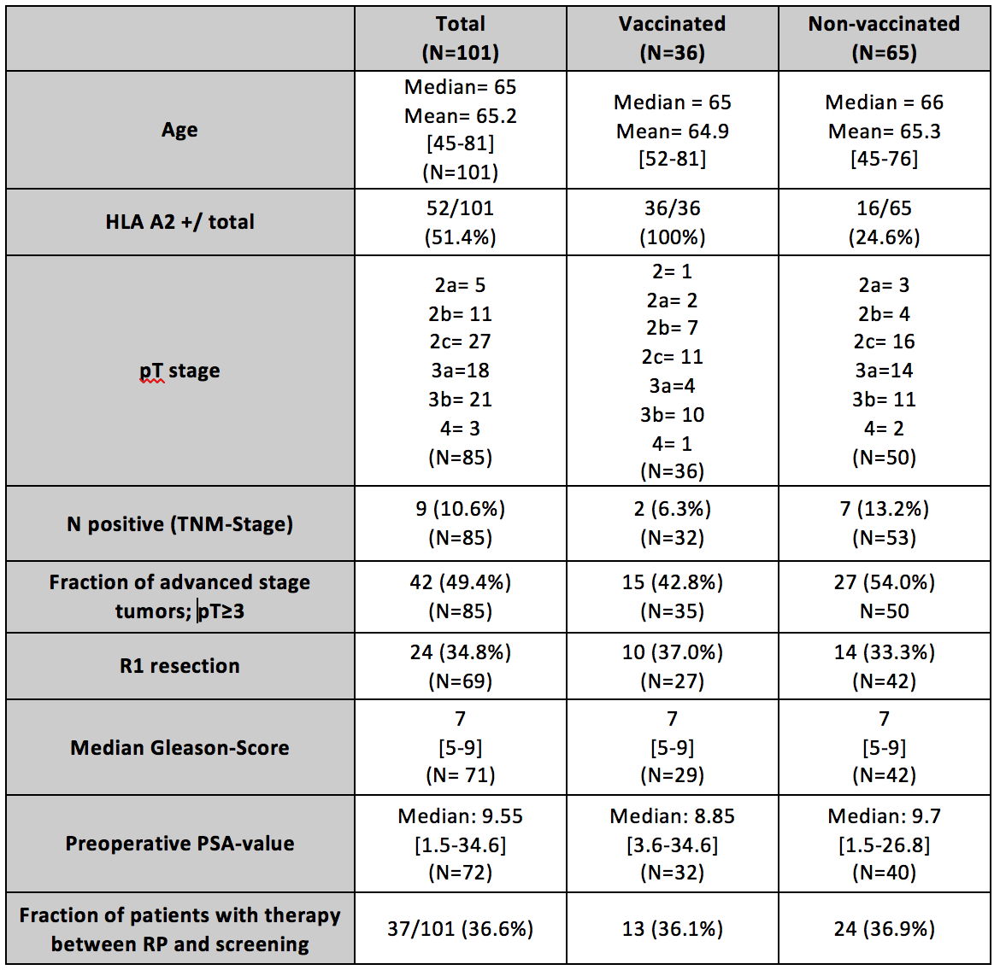 Total
(N=101)
Vaccinated
(N=36)
Non-vaccinated
(N=65)
Age
Median= 65
Mean= 65.2
[45-81]
(N=101)
Median = 65
Mean= 64.9
[52-81]
Median = 66
Mean= 65.3
[45-76]
HLA A2 +/ total
52/101
(51.4%)
36/36
(100%)
16/65
(24.6%)
pT stage
2a= 5
2b= 11
2c= 27
3a=18
3b= 21
4= 3
(N=85)
2= 1
2a= 2
2b= 7
2c= 11
3a=4
3b= 10
4= 1
(N=36)
2a= 3
2b= 4
2c= 16
3a=14
3b= 11
4= 2
(N=50)
N positive (TNM-Stage)
9 (10.6%)
(N=85)
2 (6.3%)
(N=32)
7 (13.2%)
(N=53)
Fraction of advanced stage
tumors; pT≥3
42 (49.4%)
(N=85)
15 (42.8%)
(N=35)
27 (54.0%)
N=50
R1 resection
24 (34.8%)
(N=69)
10 (37.0%)
(N=27)
14 (33.3%)
(N=42)
Median Gleason-Score
7
[5-9]
(N= 71)
7
[5-9]
(N=29)
7
[5-9]
(N=42)
Preoperative PSA-value
Median: 9.55
[1.5-34.6]
(N=72)
Median: 8.85
[3.6-34.6]
(N=32)
Median: 9.7
[1.5-26.8]
(N=40)
Fraction of patients with therapy
between RP and screening
37/101 (36.6%)
13 (36.1%)
24 (36.9%)